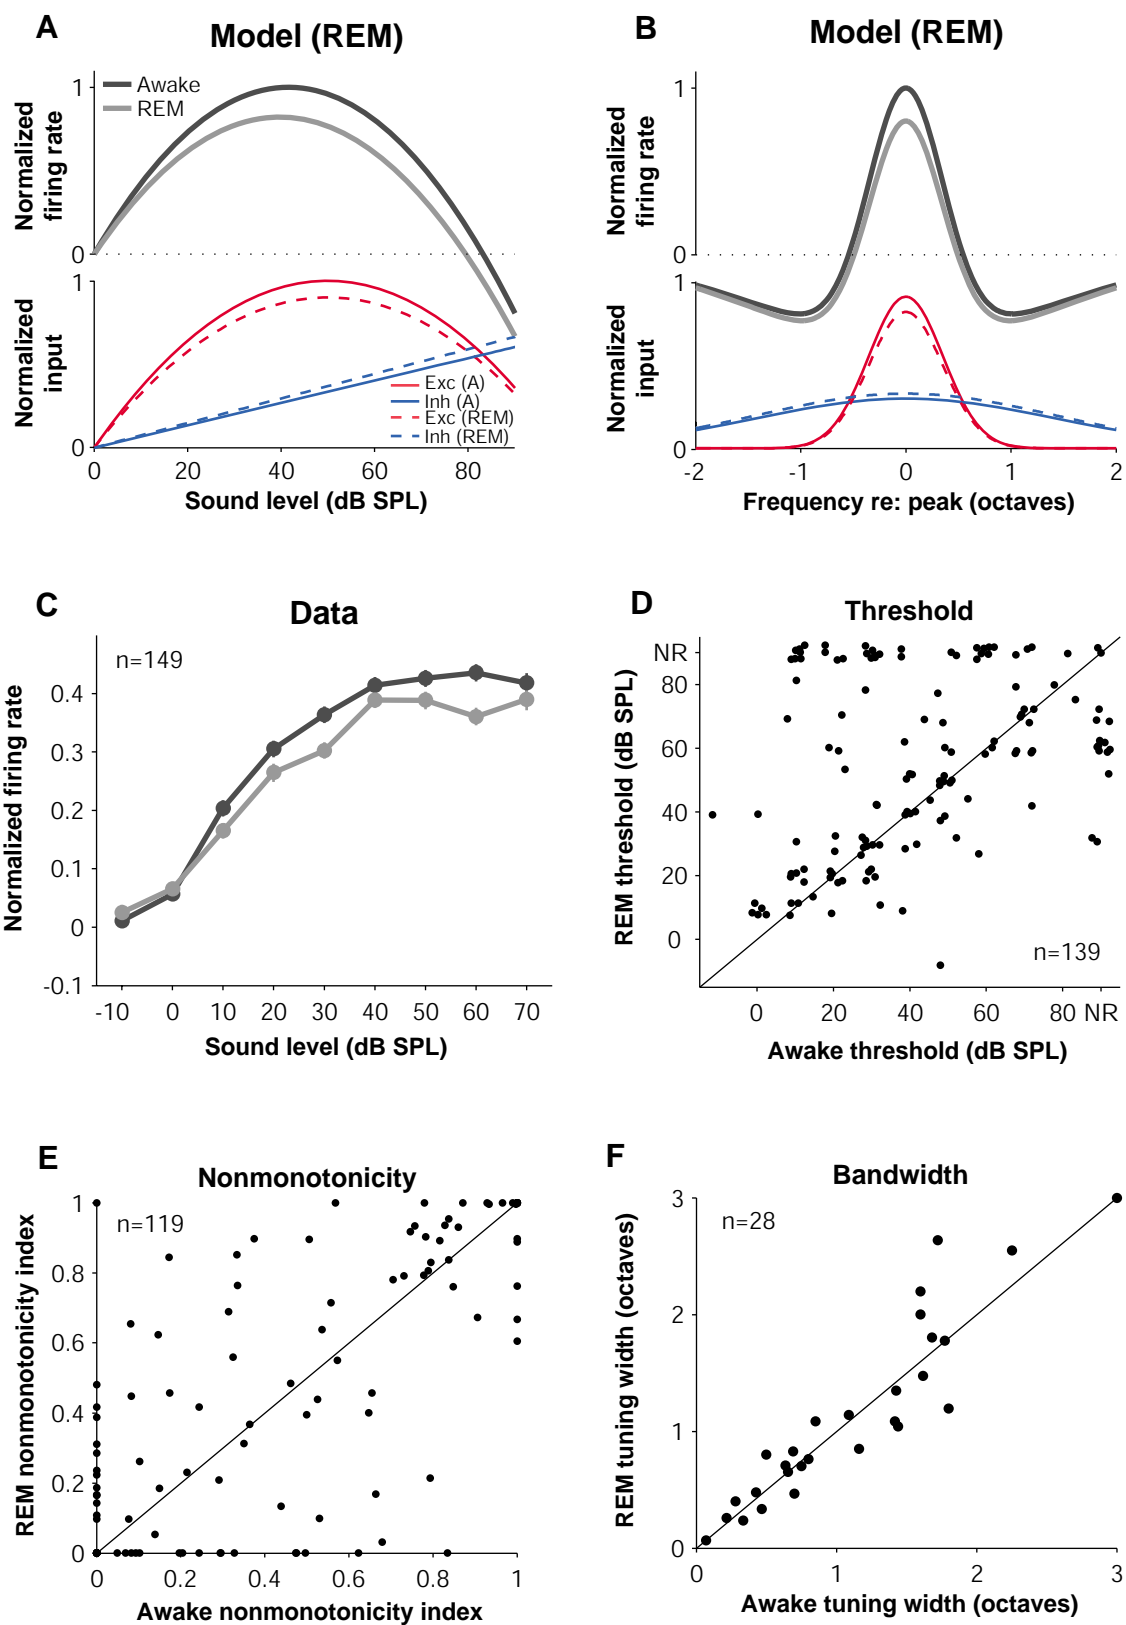 A
Model (REM)
Normalized
firing rate
1
0
Awake
REM
Normalized
input
1
0
Exc (A)
Inh (A)
Exc (REM)
Inh (REM)
0 20 40 60 80
Sound level (dB SPL)
B
Model (REM)
Normalized
firing rate
1
0
Normalized
input
1
0
-2 -1 0 1 2
Frequency re: peak (octaves)
C
Data
n=149
Normalized firing rate
0.4
0.3
0.2
0.1
0
-0.1
-10 0 10 20 30 40 50 60 70
Sound level (dB SPL)
D
Threshold
REM threshold (dB SPL)
NR
80
60
40
20
0
n=139
0 20 40 60 80 NR
Awake threshold (dB SPL)
E
Nonmonotonicity
n=119
REM nonmonotonicity index
1
0.8
0.6
0.4
0.2
0
0 0.2 0.4 0.6 0.8 1
Awake nonmonotonicity index
F
Bandwidth
n=28
REM tuning width (octaves)
3
2
1
0
0 1 2 3
Awake tuning width (octaves)